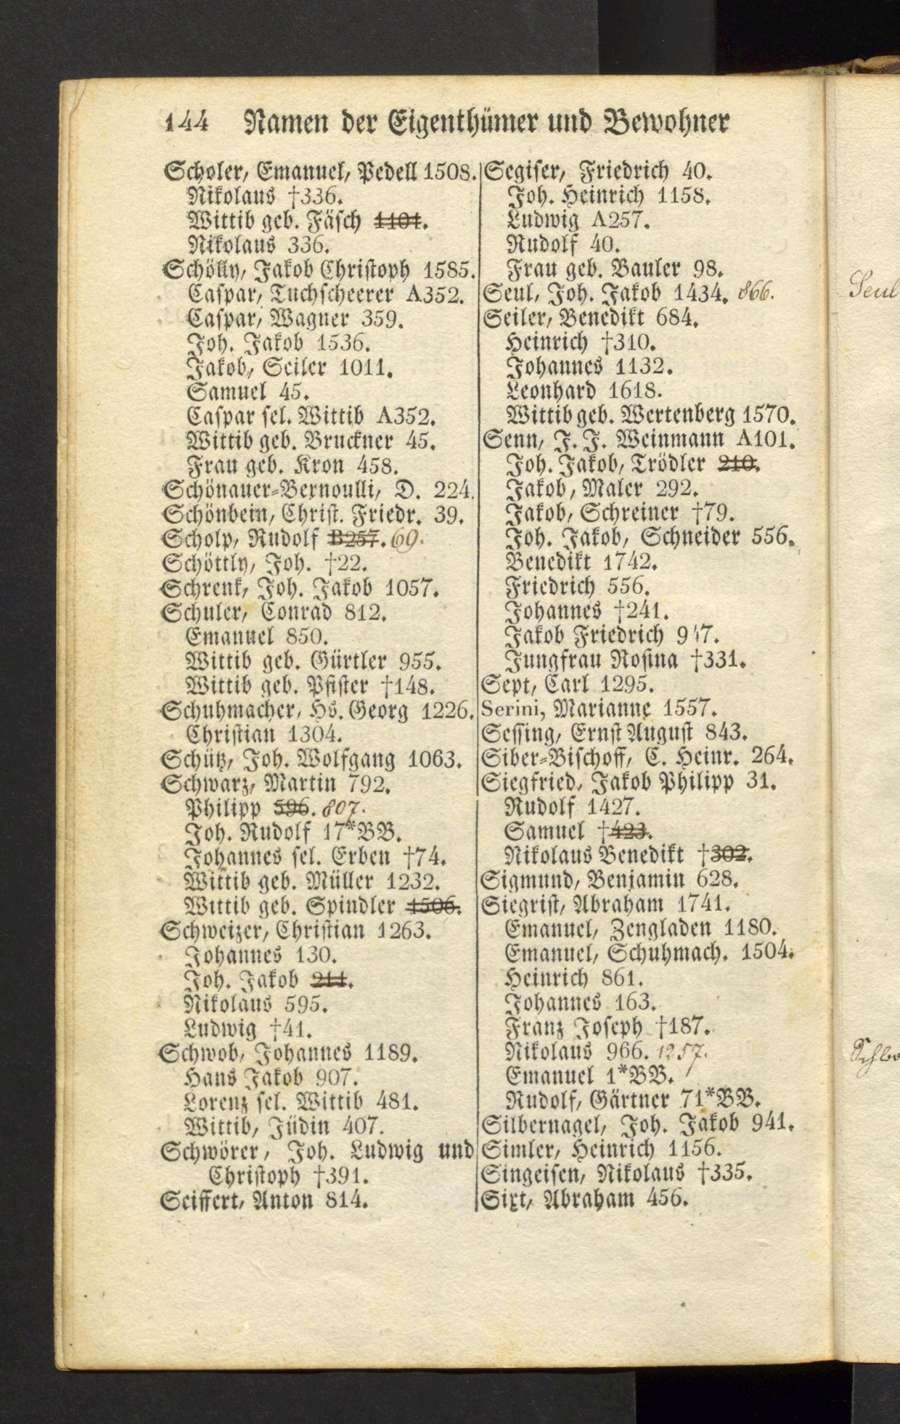 144 Namen der Eigenthümer und Bewohner
Scholer, Emanuel, Pedell 1508.
Nikolaus †336.
Wittib geb. Fäsch 1104.
Nikolaus 336.
Schölly, Jakob Christoph 1585.
Caspar, Tuchscheerer A352.
Caspar, Wagner 359.
Joh. Jakob 1536.
Jakob, Seiler 1011.
Samuel 45.
Caspar sel. Wittib A352.
Wittib geb. Bruckner 45.
Frau geb. Kron 458.
Schönauer-Bernoulli, D. 224.
Schönbein, Christ. Friedr. 39.
Scholp, Rudolf B257. 69.
Schöttly, Joh. †22.
Schrenk, Joh. Jakob 1057.
Schuler, Conrad 812.
Emanuel 850.
Wittib geb. Gürtler 955.
Wittib geb. Pfister †148.
Schuhmacher, Hs. Georg 1226.
Christian 1304.
Schütz, Joh. Wolfgang 1063.
Schwarz, Martin 792.
Philipp 596. 807.
Joh. Rudolf 17*BB.
Johannes sel. Erben †74.
Wittib geb. Müller 1232.
Wittib geb. Spindler 1506.
Schweizer, Christian 1263.
Johannes 130.
Joh. Jakob 211.
Nikolaus 595.
Ludwig †41.
Schwob, Johannes 1189.
Hans Jakob 907.
Lorenz sel. Wittib 481.
Wittib, Jüdin 407.
Schwörer, Joh. Ludwig und
Christoph †391.
Seiffert, Anton 814.
Segiser, Friedrich 40.
Joh. Heinrich 1158.
Ludwig A257.
Rudolf 40.
Frau geb. Bauler 98.
Seul, Joh. Jakob 1434. 866.
Seiler, Benedikt 684.
Heinrich †310.
Johannes 1132.
Leonhard 1618.
Wittib geb. Wertenberg 1570.
Senn, J. J. Weinmann A101.
Joh. Jakob, Trödler 210.
Jakob, Maler 292.
Jakob, Schreiner †79.
Joh. Jakob, Schneider 556.
Benedikt 1742.
Friedrich 556.
Johannes †241.
Jakob Friedrich 947.
Jungfrau Rosina †331.
Sept, Carl 1295.
Serini, Marianne 1557.
Sessing, Ernst August 843.
Siber-Bischoff, C. Heinr. 264.
Siegfried, Jakob Philipp 31.
Rudolf 1427.
Samuel †423.
Nikolaus Benedikt †302.
Sigmund, Benjamin 628.
Siegrist, Abraham 1741.
Emanuel, Zengladen 1180.
Emanuel, Schuhmach. 1504.
Heinrich 861.
Johannes 163.
Franz Joseph †187.
Nikolaus 966. 1257.
Emanuel 1*BB.
Rudolf, Gärtner 71*BB.
Silbernagel, Joh. Jakob 941.
Simler, Heinrich 1156.
Singeisen, Nikolaus †335.
Sixt, Abraham 456.
Seul